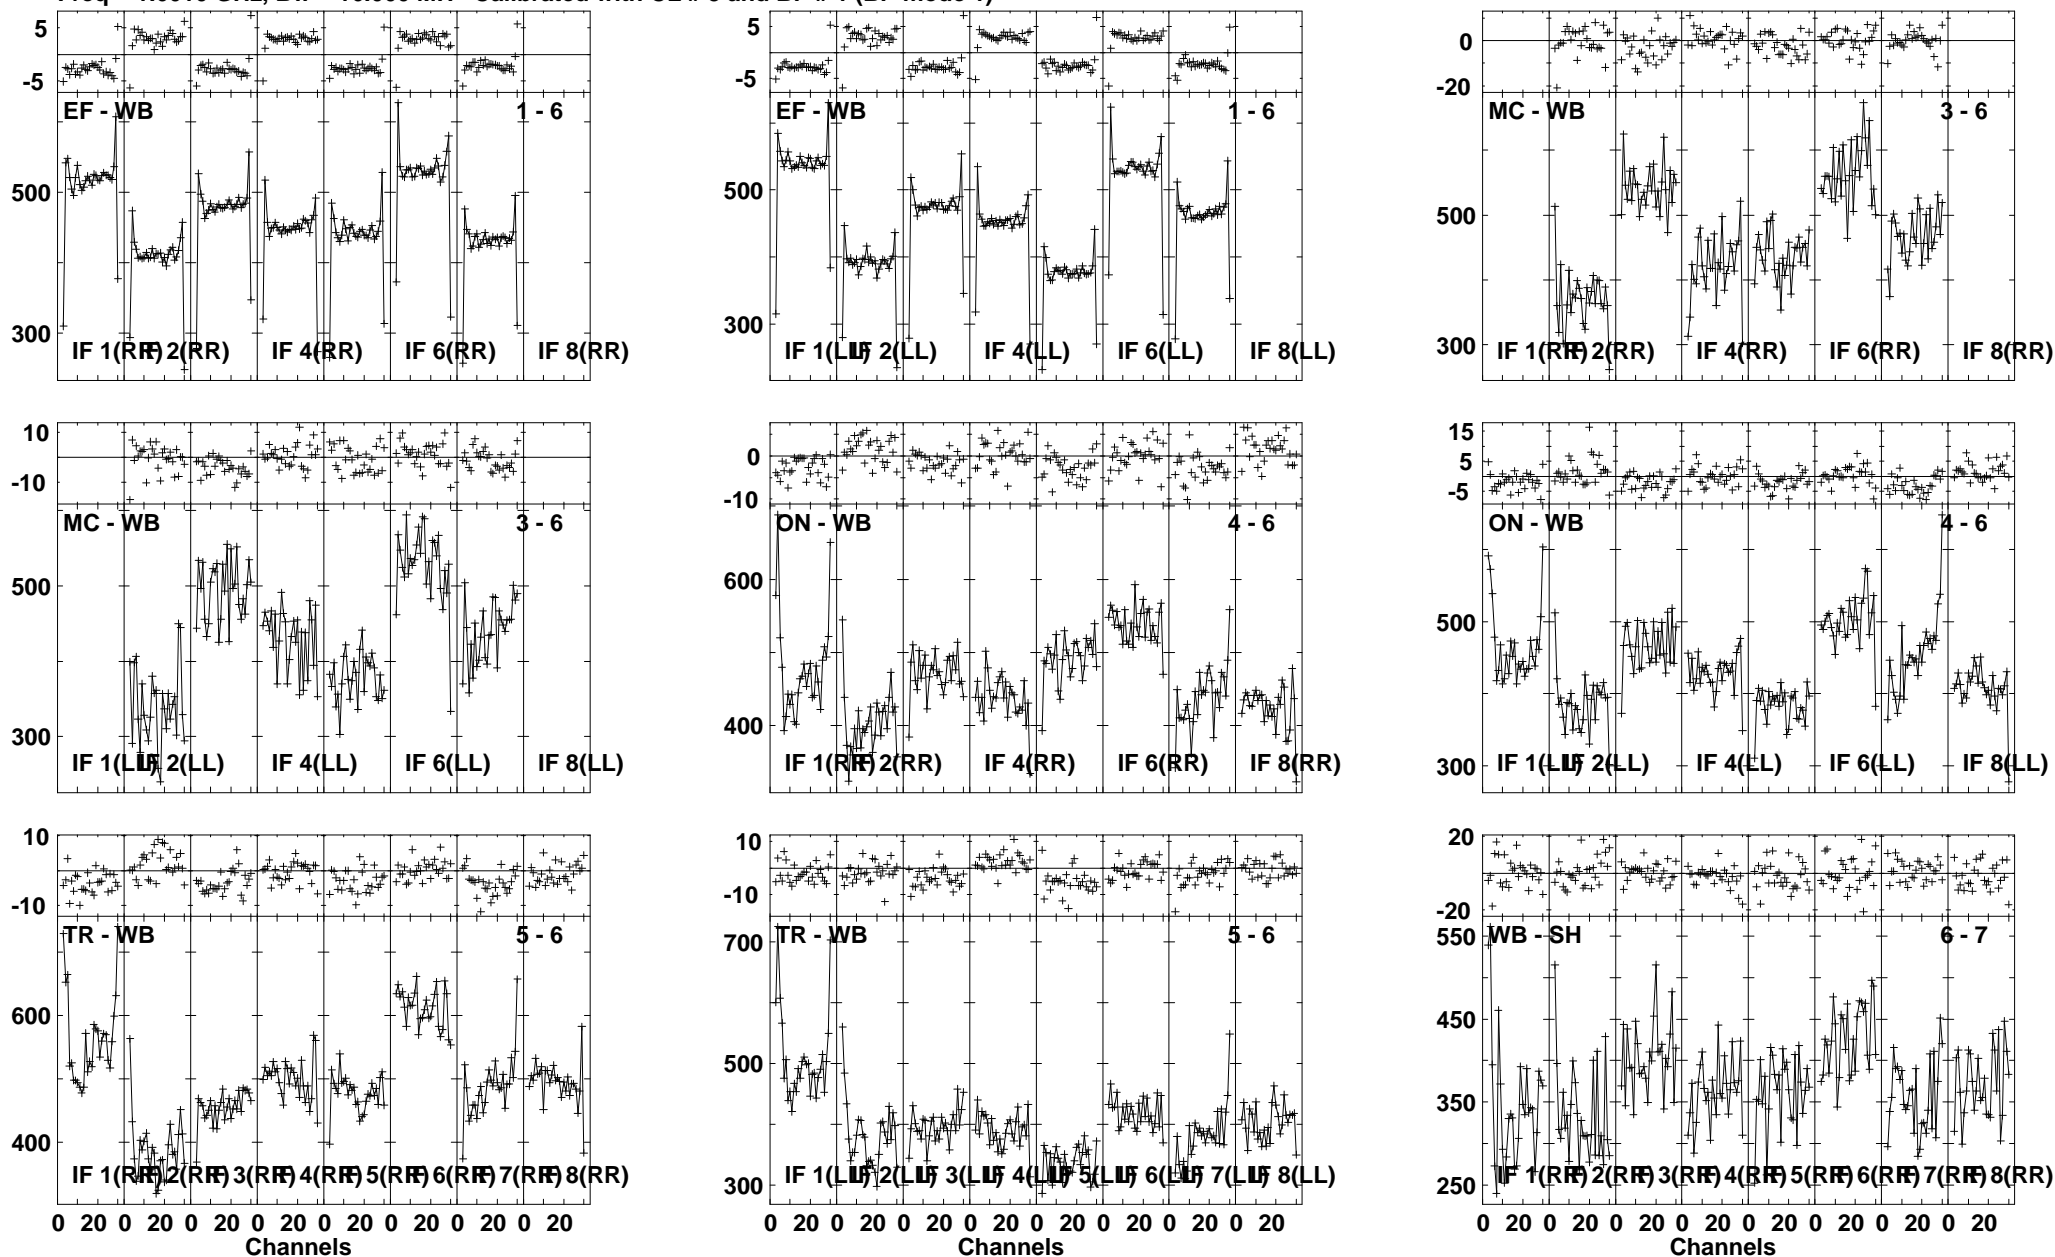 5 5 0
-5 -5 -20
EF - WB 1 - 6 EF - WB 1 - 6 MC - WB 3 - 6
500 500 500
300 300 300
IF 1(RR) IF 2(RR) IF 4(RR) IF 6(RR) IF 8(RR) IF 1(LL) IF 2(LL) IF 4(LL) IF 6(LL) IF 8(LL) IF 1(RR) IF 2(RR) IF 4(RR) IF 6(RR) IF 8(RR)
10 0 15
-10 -10 5
-5
MC - WB 3 - 6 ON - WB 4 - 6 ON - WB 4 - 6
500 600 500
300 400 300
IF 1(LL) IF 2(LL) IF 4(LL) IF 6(LL) IF 8(LL) IF 1(RR) IF 2(RR) IF 4(RR) IF 6(RR) IF 8(RR) IF 1(LL) IF 2(LL) IF 4(LL) IF 6(LL) IF 8(LL)
10 10 20
-10 -10 -20
TR - WB 5 - 6 TR - WB 5 - 6 WB - SH 6 - 7
600 700 550
400 500 450
300 350
250
IF 1(RR) IF 2(RR) IF 3(RR) IF 4(RR) IF 5(RR) IF 6(RR) IF 7(RR) IF 8(RR) IF 1(LL) IF 2(LL) IF 3(LL) IF 4(LL) IF 5(LL) IF 6(LL) IF 7(LL) IF 8(LL) IF 1(RR) IF 2(RR) IF 3(RR) IF 4(RR) IF 5(RR) IF 6(RR) IF 7(RR) IF 8(RR)
0 20 0 20 0 20 0 20 0 20 0 20 0 20 0 20 0 20 0 20 0 20 0 20 0 20 0 20 0 20 0 20 0 20 0 20 0 20 0 20 0 20 0 20 0 20 0 20
Channels Channels Channels